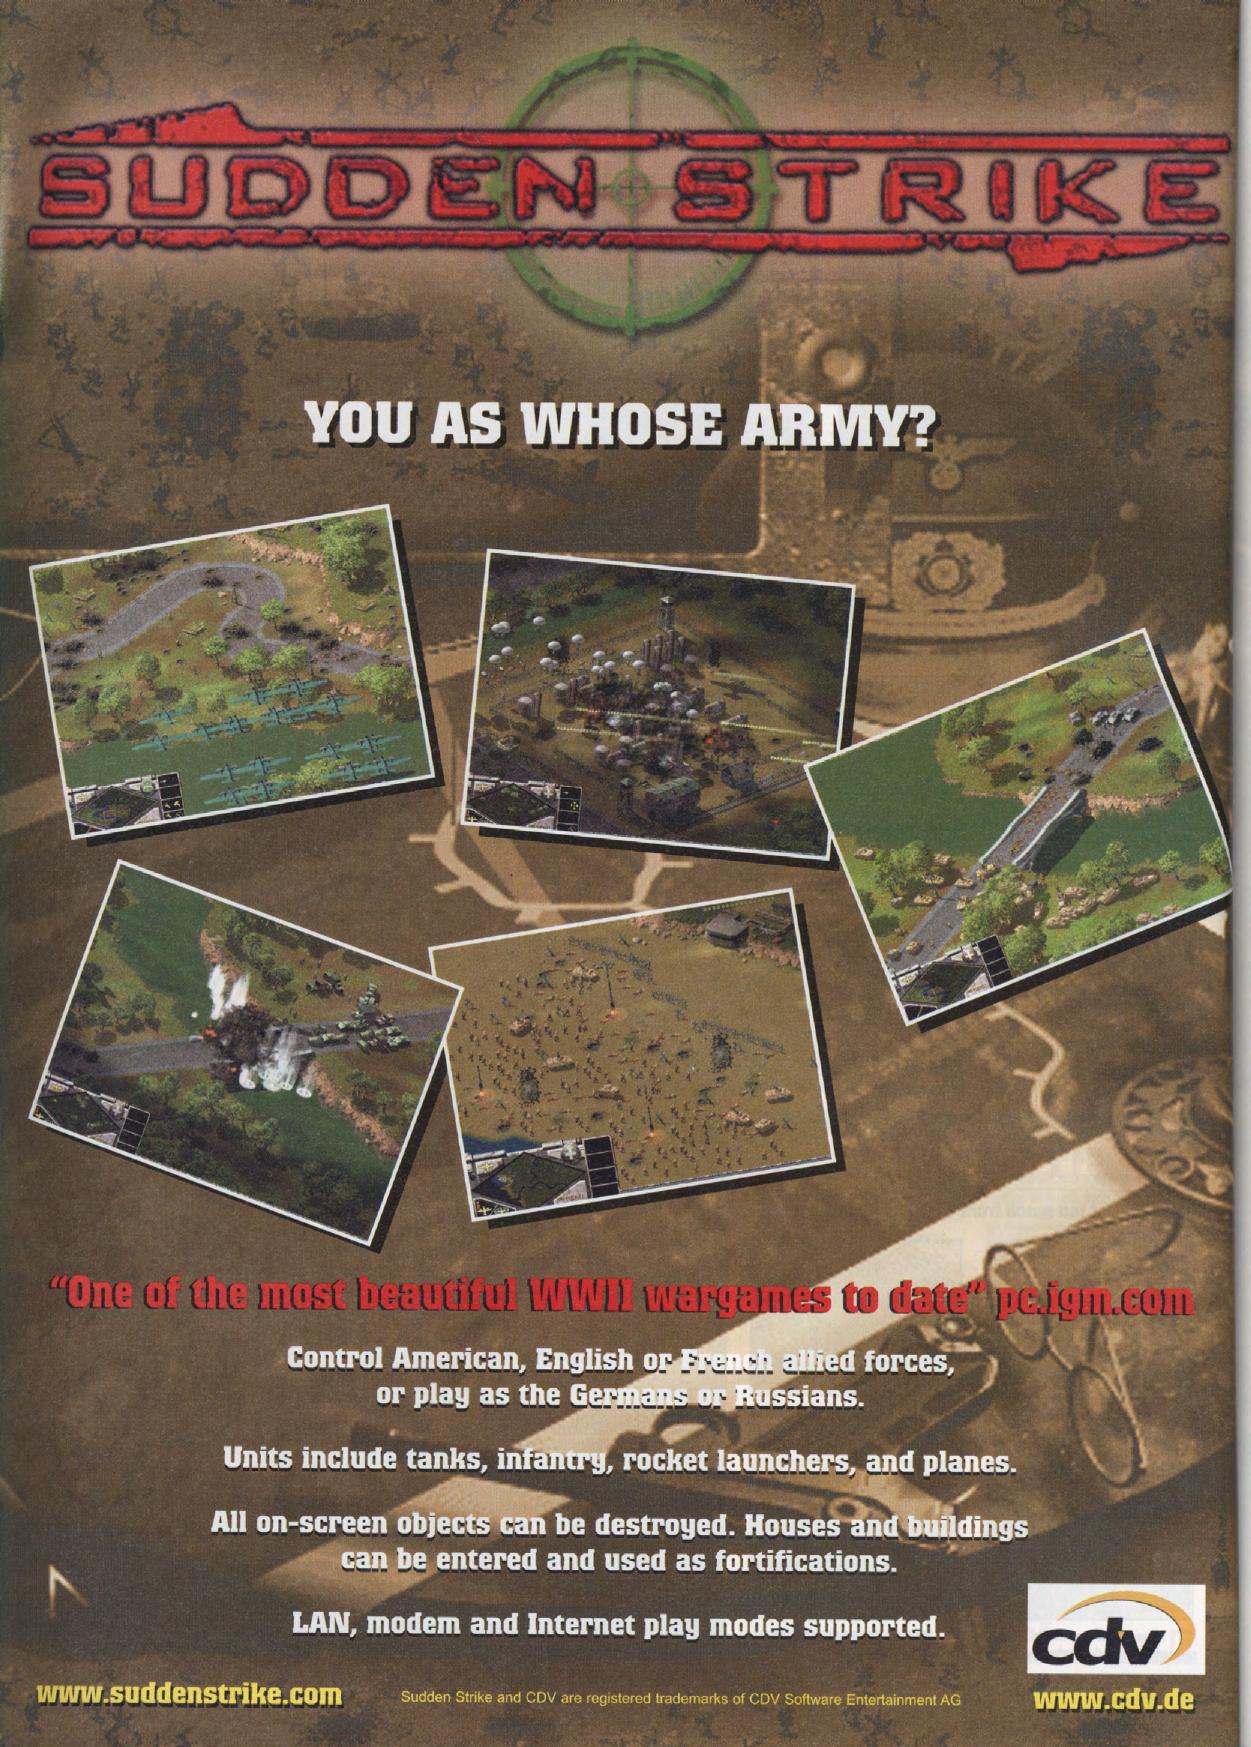 SUDDEN STRIKE
YOU AS WHOSE ARMY?
"One of the most beautiful WWII wargames to date" pc.igm.com
Control American, English or French allied forces,
or play as the Germans or Russians.
Units include tanks, infantry, rocket launchers, and planes.
All on-screen objects can be destroyed. Houses and buildings
can be entered and used as fortifications.
LAN, modem and Internet play modes supported.
cdv
www.suddenstrike.com
Sudden Strike and CDV are registered trademarks of CDV Software Entertainment AG
www.cdv.de